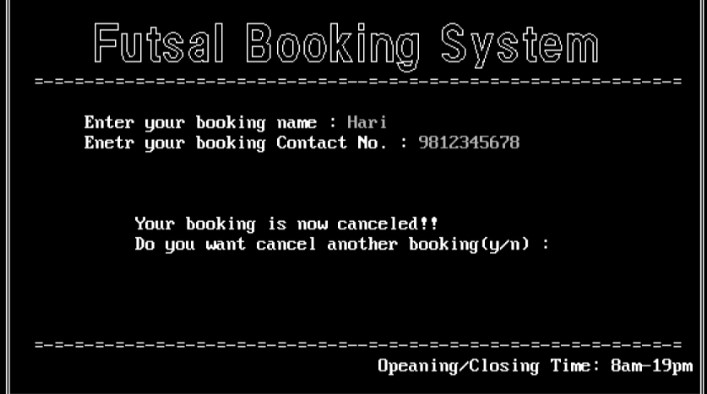 Futsal Booking System
-=-=-=-=-=-=-=-=-=-=-=-=-=-=-=--=-=-=-=-=-=-=-=-=-=-=-=-=-=-=-=-=
Enter your booking name : Hari
Enetr your booking Contact No. : 9812345678
Your booking is now canceled!!
Do you want cancel another booking(y/n) :
-=-=-=-=-=-=-=-=-=-=-=-=-=-=-=--=-=-=-=-=-=-=-=-=-=-=-=-=-=-=-=-=
Opeaning/Closing Time: 8am-19pm